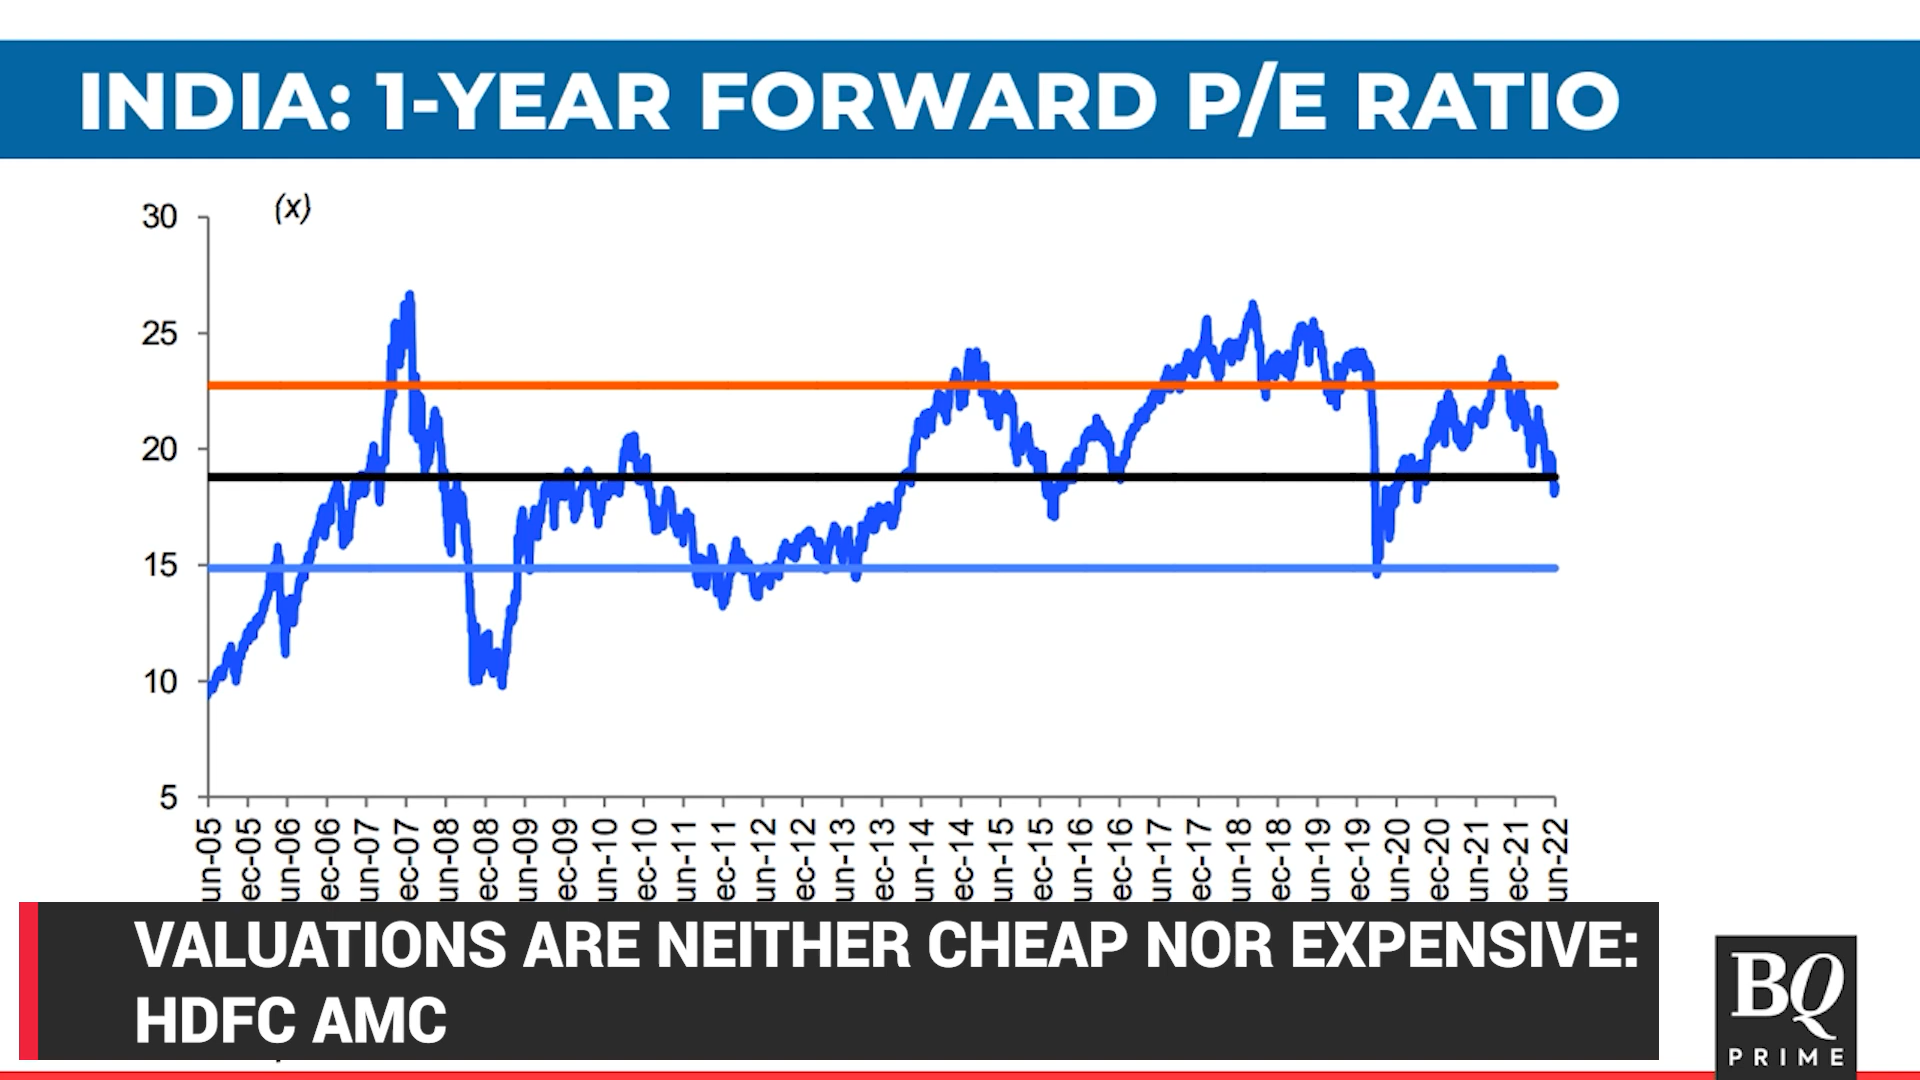 INDIA: 1-YEAR FORWARD P/E RATIO
(x)
30
25
20
15
10
5
un-05
ec-05
un-06
ec-06
un-07
ec-07
un-08
ec-08
un-09
ec-09
un-10
ec-10
un-11
ec-11
un-12
ec-12
un-13
ec-13
un-14
ec-14
un-15
ec-15
un-16
ec-16
un-17
ec-17
un-18
ec-18
un-19
ec-19
un-20
ec-20
un-21
ec-21
un-22
VALUATIONS ARE NEITHER CHEAP NOR EXPENSIVE:
HDFC AMC
BQ
PRIME